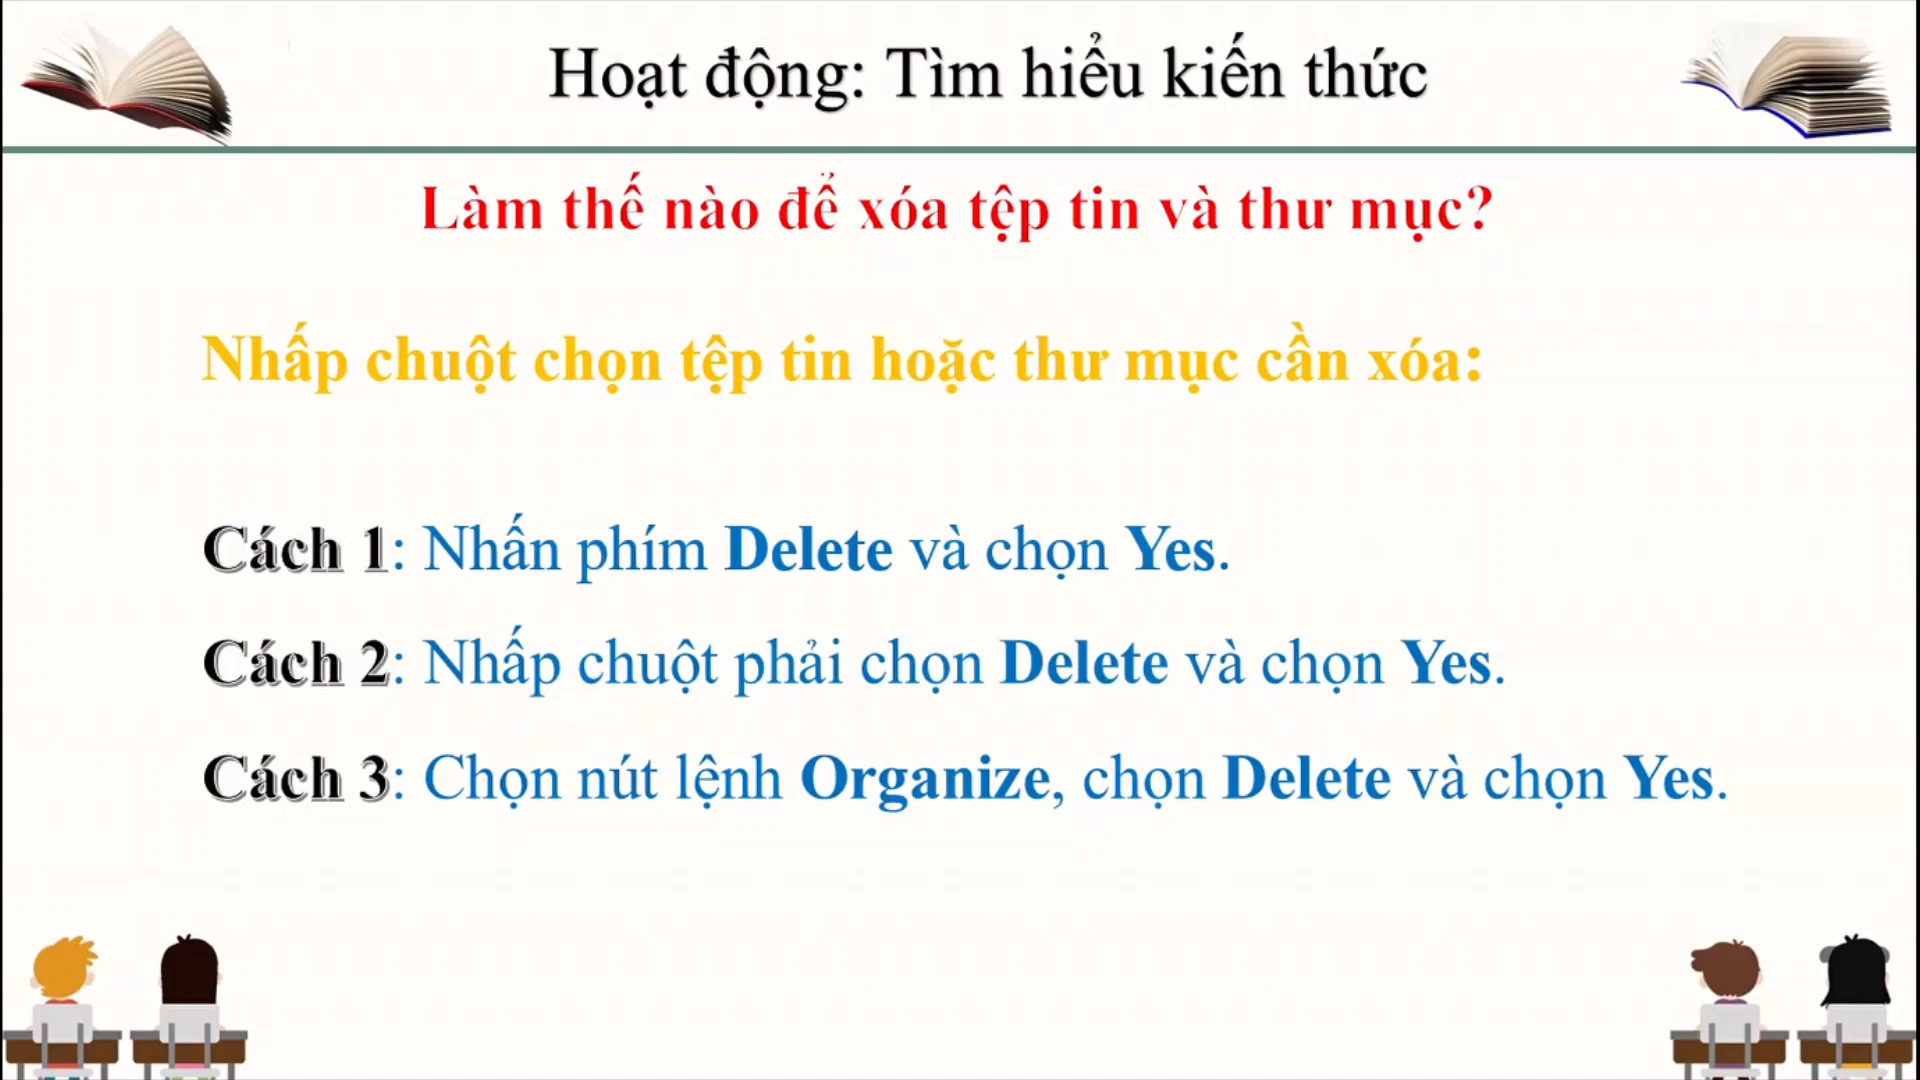 Hoạt động: Tìm hiểu kiến thức
Làm thế nào để xóa tệp tin và thư mục?
Nhấp chuột chọn tệp tin hoặc thư mục cần xóa:
Cách 1: Nhấn phím Delete và chọn Yes.
Cách 2: Nhấp chuột phải chọn Delete và chọn Yes.
Cách 3: Chọn nút lệnh Organize, chọn Delete và chọn Yes.